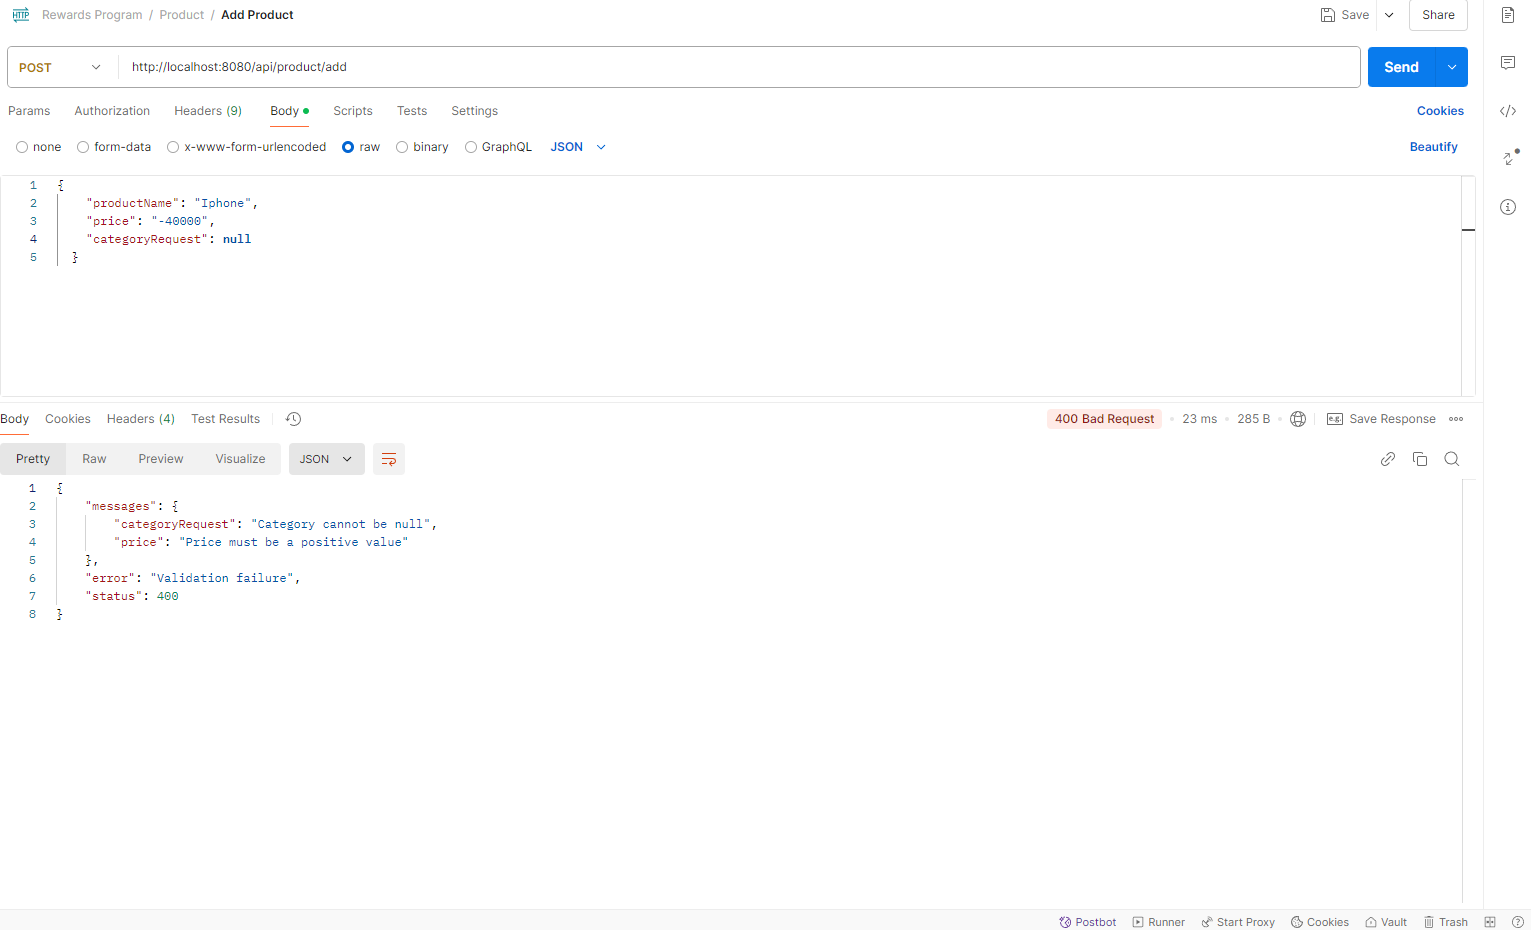 HTTP Rewards Program / Product / Add Product Save Share
POST http://localhost:8080/api/product/add Send
Params Authorization Headers (9) Body Scripts Tests Settings Cookies
none form-data x-www-form-urlencoded raw binary GraphQL JSON Beautify
1 {
2 "productName": "Iphone",
3 "price": "-40000",
4 "categoryRequest": null
5 }
Body Cookies Headers (4) Test Results 400 Bad Request 23 ms 285 B e.g. Save Response
Pretty Raw Preview Visualize JSON
1 {
2 "messages": {
3 "categoryRequest": "Category cannot be null",
4 "price": "Price must be a positive value"
5 },
6 "error": "Validation failure",
7 "status": 400
8 }
Postbot Runner Start Proxy Cookies Vault Trash